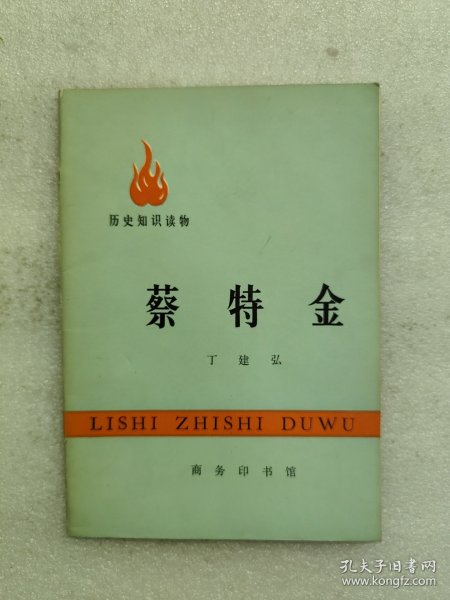 历史知识读物
蔡特金
丁建弘
LISHI ZHISHI DUWU
商务印书馆
孔夫子旧书网
www.kongfz.com